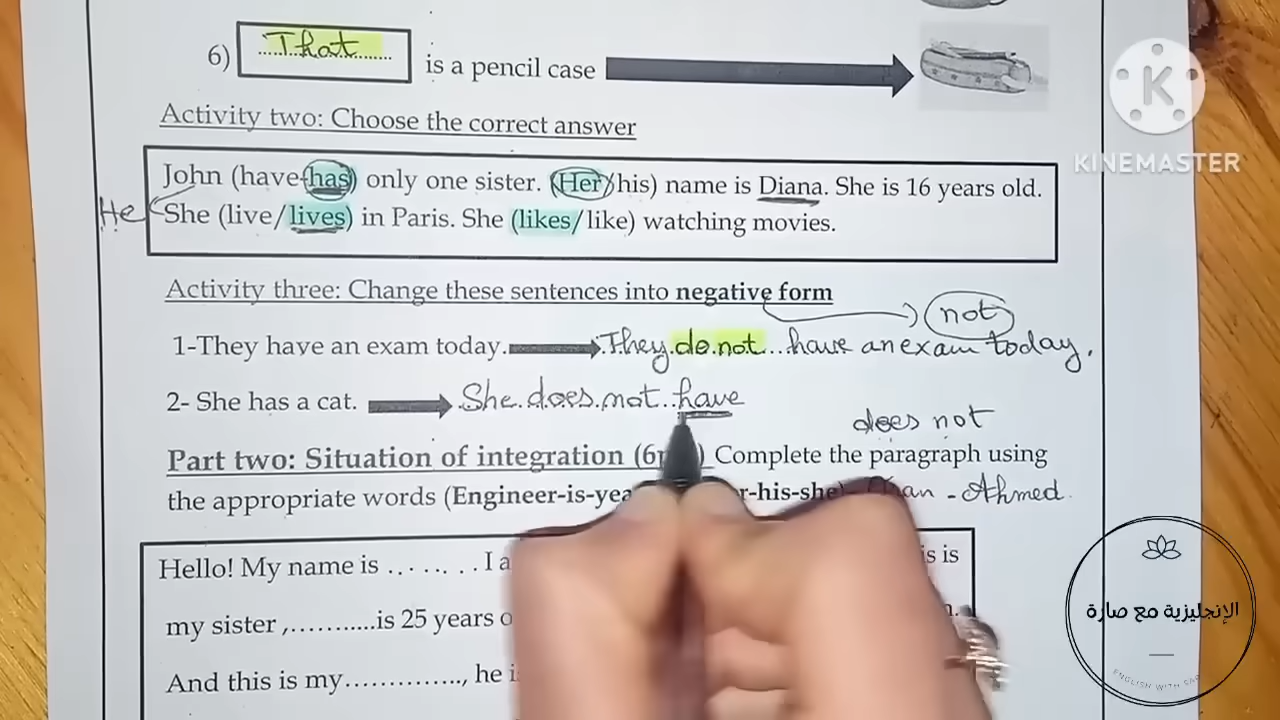 6) That is a pencil case
Activity two: Choose the correct answer
John (have-has) only one sister. (Her/his) name is Diana. She is 16 years old.
He She (live/lives) in Paris. She (likes/like) watching movies.
Activity three: Change these sentences into negative form
not
1-They have an exam today. They do not have an exam today.
2- She has a cat. She does not have
does not
Part two: Situation of integration Complete the paragraph using
the appropriate words (Engineer-is- -his-she) - Ahmed
Hello! My name is ........ I is
my sister ,.......... is 25 years
And this is my.............., he
K
KINEMASTER
الإنجليزية مع صارة
ENGLISH WITH SAR